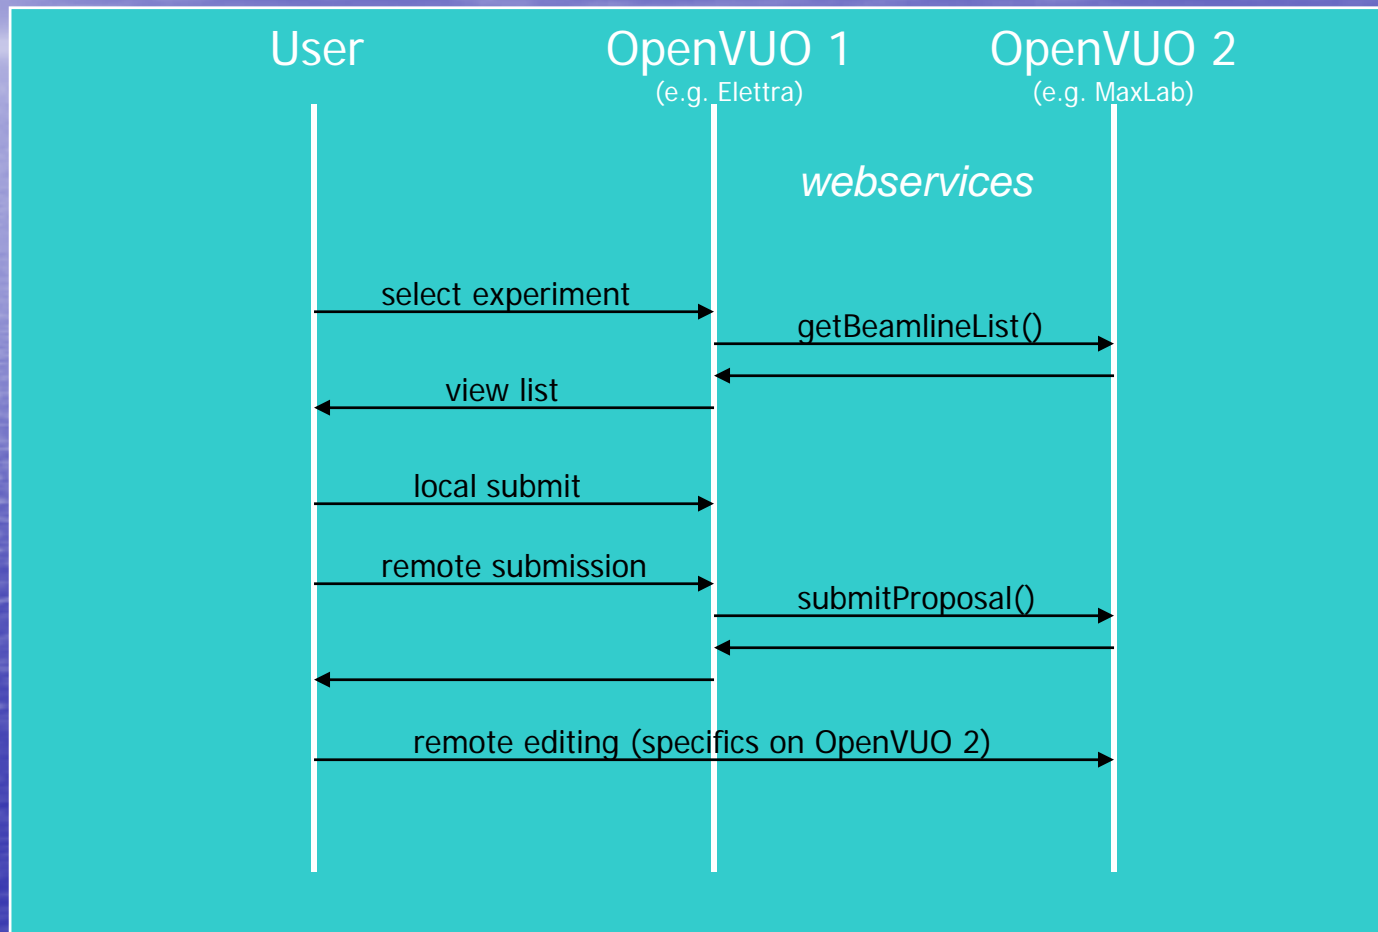 User
OpenVUO 1
(e.g. Elettra)
OpenVUO 2
(e.g. MaxLab)
webservices
select experiment
getBeamlineList()
view list
local submit
remote submission
submitProposal()
remote editing (specifics on OpenVUO 2)